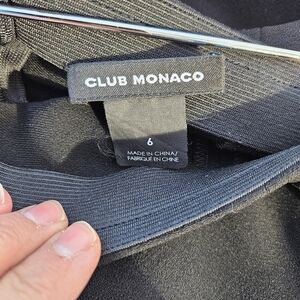 CLUB MONACO
6
MADE IN CHINA/
FABRIQUÉ EN CHINE